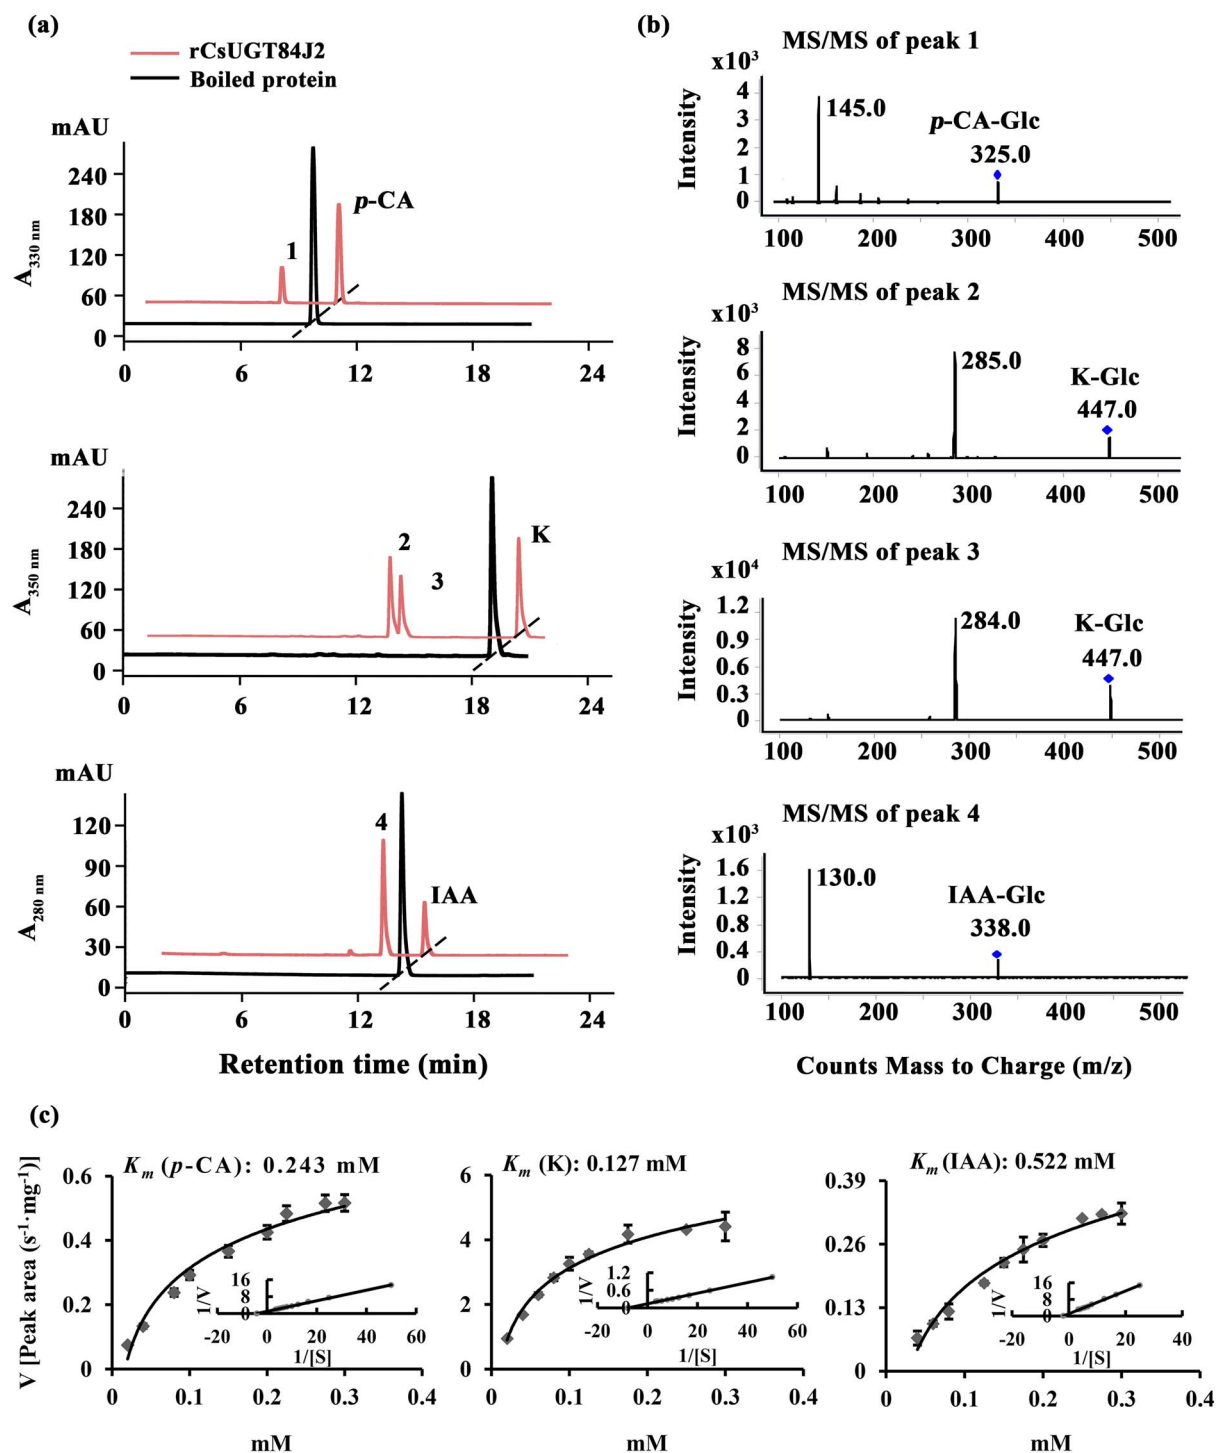 (a)
rCsUGT84J2
Boiled protein
mAU
240
180
120
60
0
A330 nm
1
p-CA
0 6 12 18 24
mAU
240
180
120
60
0
A350 nm
2
3
K
0 6 12 18 24
mAU
120
90
60
30
0
A280 nm
4
IAA
0 6 12 18 24
Retention time (min)
(b)
MS/MS of peak 1
x10³
Intensity
4
3
2
1
0
145.0
p-CA-Glc
325.0
100 200 300 400 500
MS/MS of peak 2
x10³
Intensity
8
6
4
2
0
285.0
K-Glc
447.0
100 200 300 400 500
MS/MS of peak 3
x10⁴
Intensity
1.2
0.9
0.6
0.3
0
284.0
K-Glc
447.0
100 200 300 400 500
MS/MS of peak 4
x10³
Intensity
1.6
1.2
0.8
0.4
0
130.0
IAA-Glc
338.0
100 200 300 400 500
Counts Mass to Charge (m/z)
(c)
V [Peak area (s⁻¹·mg⁻¹)]
Km (p-CA): 0.243 mM
0.6
0.4
0.2
0
1/V
16
8
0
-20 0 20 40 60
1/[S]
0 0.1 0.2 0.3 0.4
mM
Km (K): 0.127 mM
6
4
2
0
1/V
1.2
0.6
0
-20 0 20 40 60
1/[S]
0 0.1 0.2 0.3 0.4
mM
Km (IAA): 0.522 mM
0.39
0.26
0.13
0
1/V
16
8
0
-20 0 20 40
1/[S]
0 0.1 0.2 0.3 0.4
mM